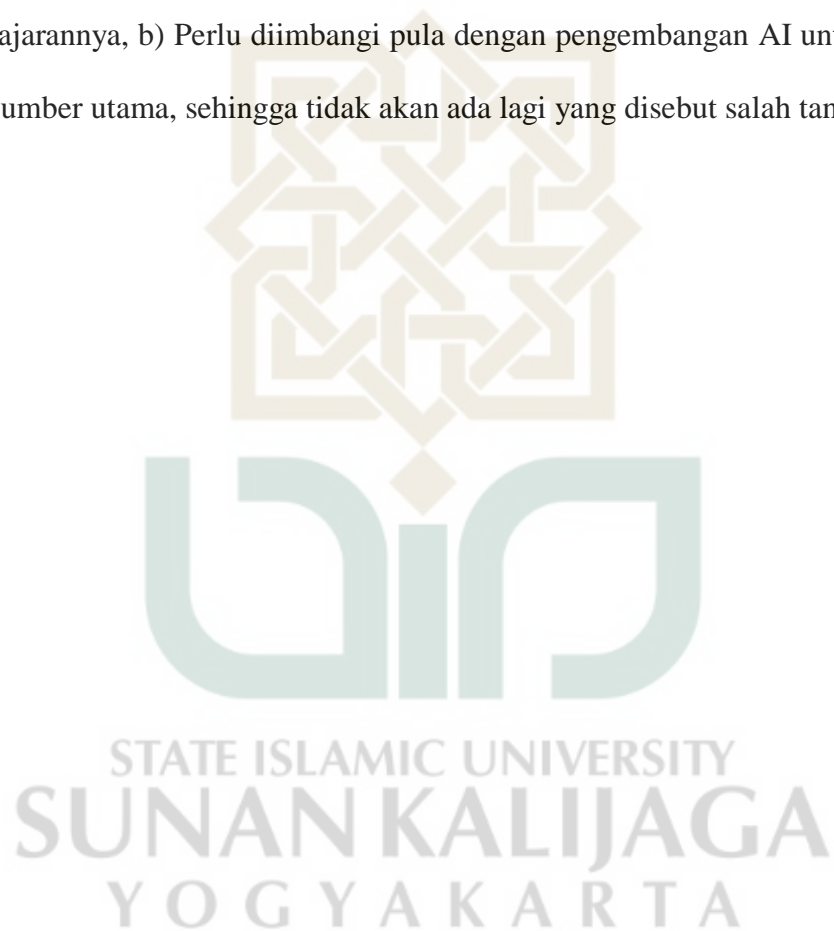 ajarannya, b) Perlu diimbangi pula dengan pengembangan AI un
umber utama, sehingga tidak akan ada lagi yang disebut salah tan
STATE ISLAMIC UNIVERSITY
SUNAN KALIJAGA
YOGYAKARTA